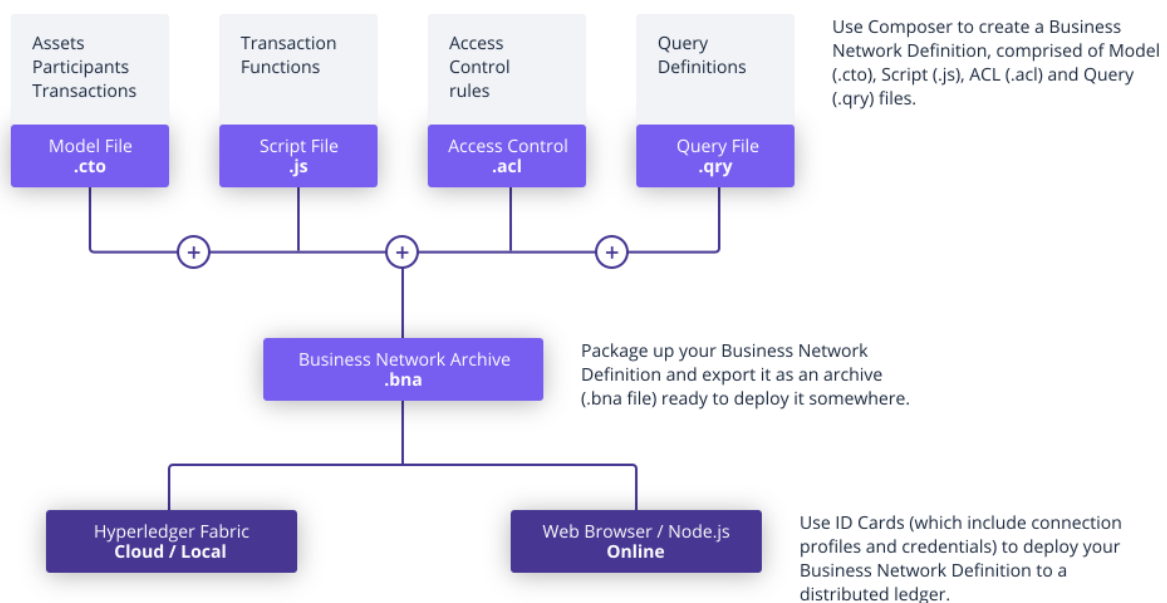 Assets
Participants
Transactions
Transaction
Functions
Access
Control
rules
Query
Definitions
Use Composer to create a Business
Network Definition, comprised of Model
(.cto), Script (.js), ACL (.acl) and Query
(.qry) files.
Model File
.cto
Script File
.js
Access Control
.acl
Query File
.qry
+
+
+
Business Network Archive
.bna
Package up your Business Network
Definition and export it as an archive
(.bna file) ready to deploy it somewhere.
Hyperledger Fabric
Cloud / Local
Web Browser / Node.js
Online
Use ID Cards (which include connection
profiles and credentials) to deploy your
Business Network Definition to a
distributed ledger.